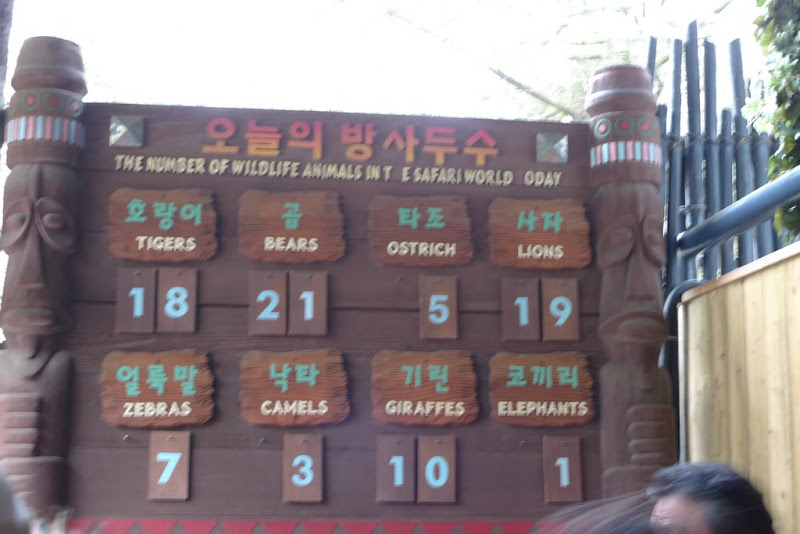 오늘의 방사두수
THE NUMBER OF WILDLIFE ANIMALS IN T E SAFARI WORLD ODAY
호랑이 곰 타조 사자
TIGERS BEARS OSTRICH LIONS
18 21 5 19
얼룩말 낙타 기린 코끼리
ZEBRAS CAMELS GIRAFFES ELEPHANTS
7 3 10 1